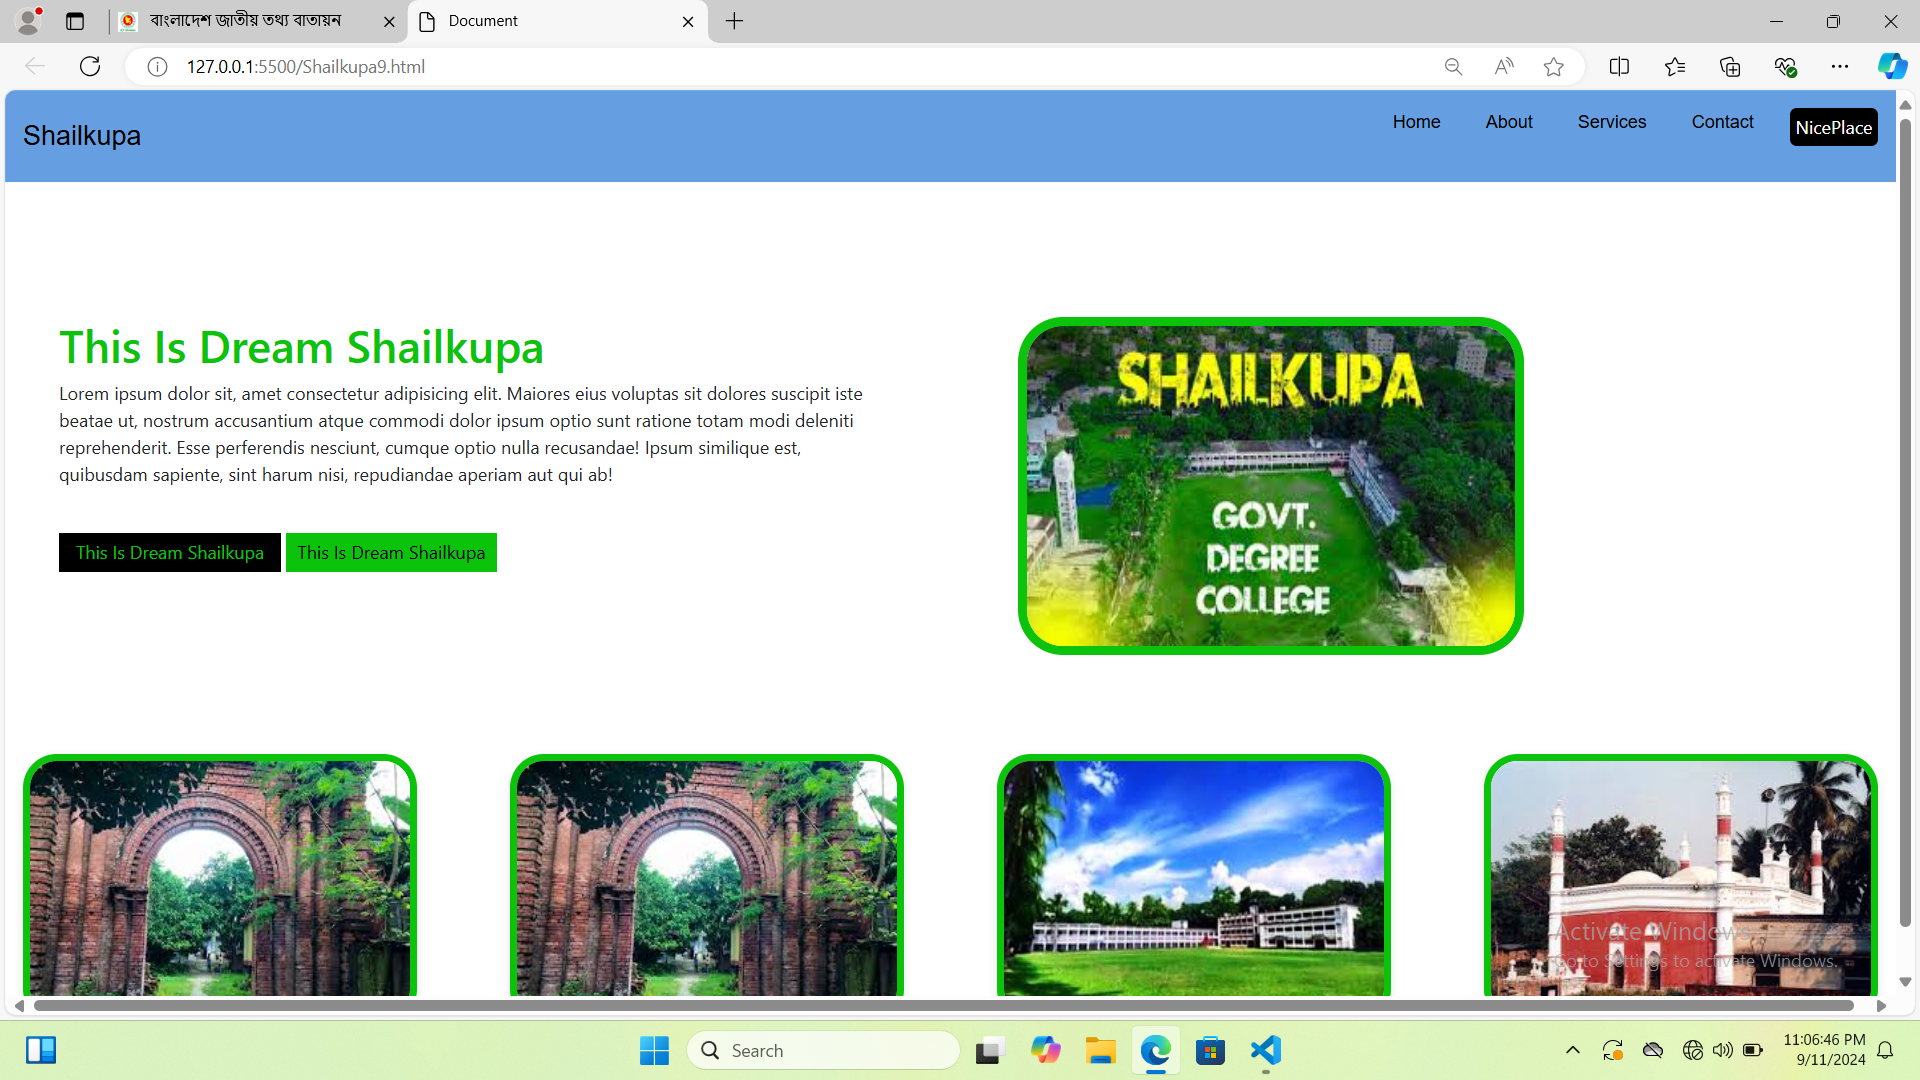 বাংলাদেশ জাতীয় তথ্য বাতায়ন
Document
127.0.0.1:5500/Shailkupa9.html
Shailkupa
Home
About
Services
Contact
NicePlace
This Is Dream Shailkupa
Lorem ipsum dolor sit, amet consectetur adipisicing elit. Maiores eius voluptas sit dolores suscipit iste
beatae ut, nostrum accusantium atque commodi dolor ipsum optio sunt ratione totam modi deleniti
reprehenderit. Esse perferendis nesciunt, cumque optio nulla recusandae! Ipsum similique est,
quibusdam sapiente, sint harum nisi, repudiandae aperiam aut qui ab!
This Is Dream Shailkupa
This Is Dream Shailkupa
SHAILKUPA
GOVT.
DEGREE
COLLEGE
Activate Windows
Go to Settings to activate Windows.
Search
11:06:46 PM
9/11/2024